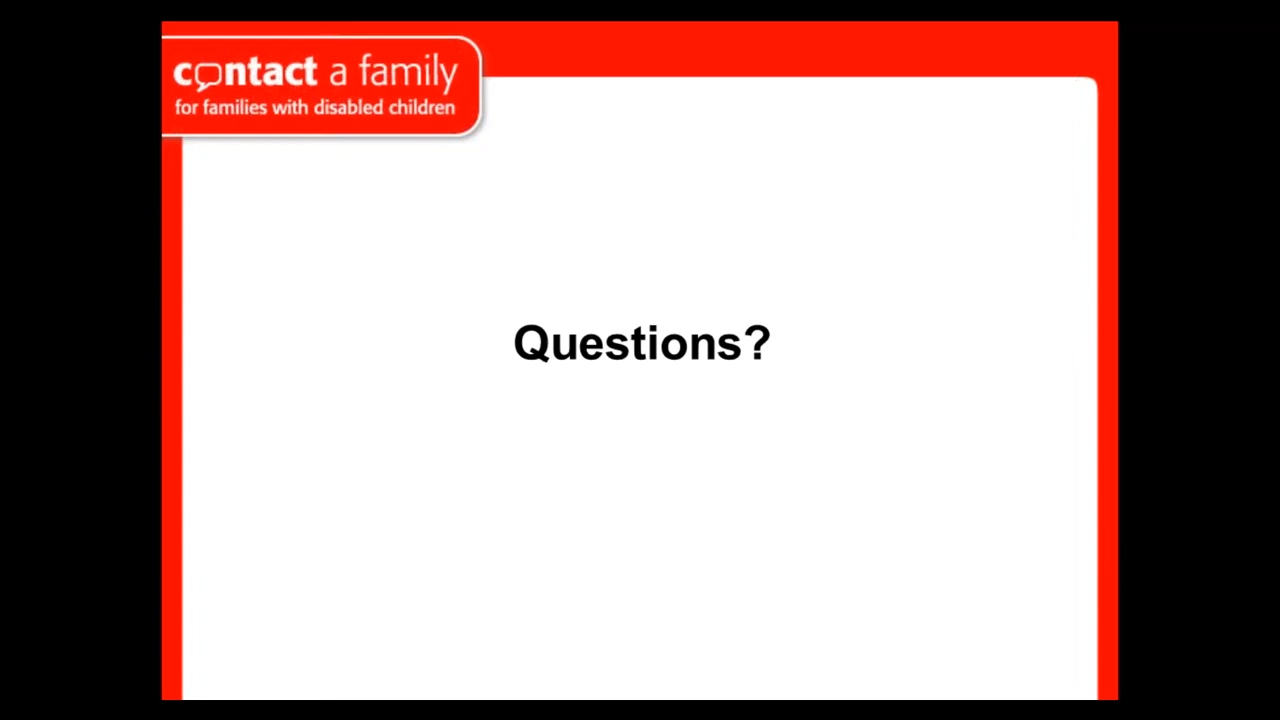 contact a family
for families with disabled children
Questions?